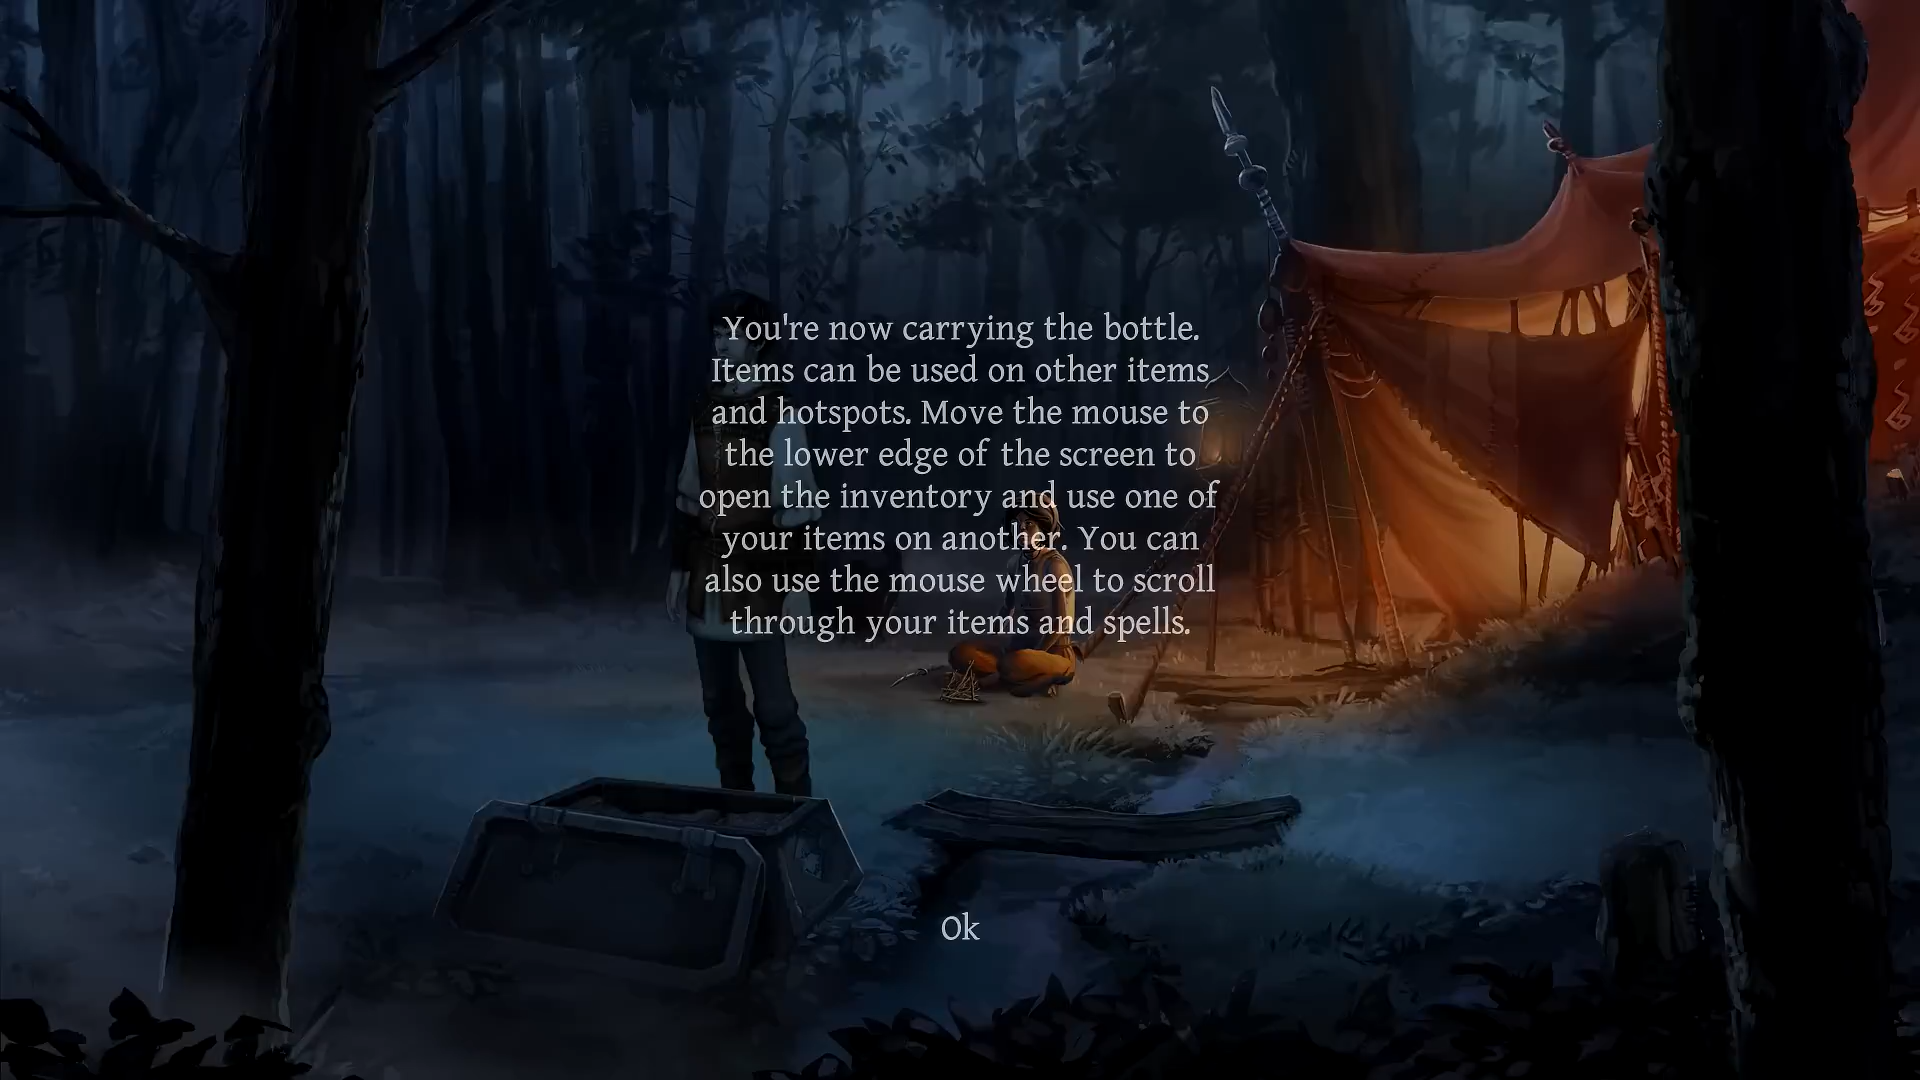 You're now carrying the bottle.
Items can be used on other items
and hotspots. Move the mouse to
the lower edge of the screen to
open the inventory and use one of
your items on another. You can
also use the mouse wheel to scroll
through your items and spells.
Ok